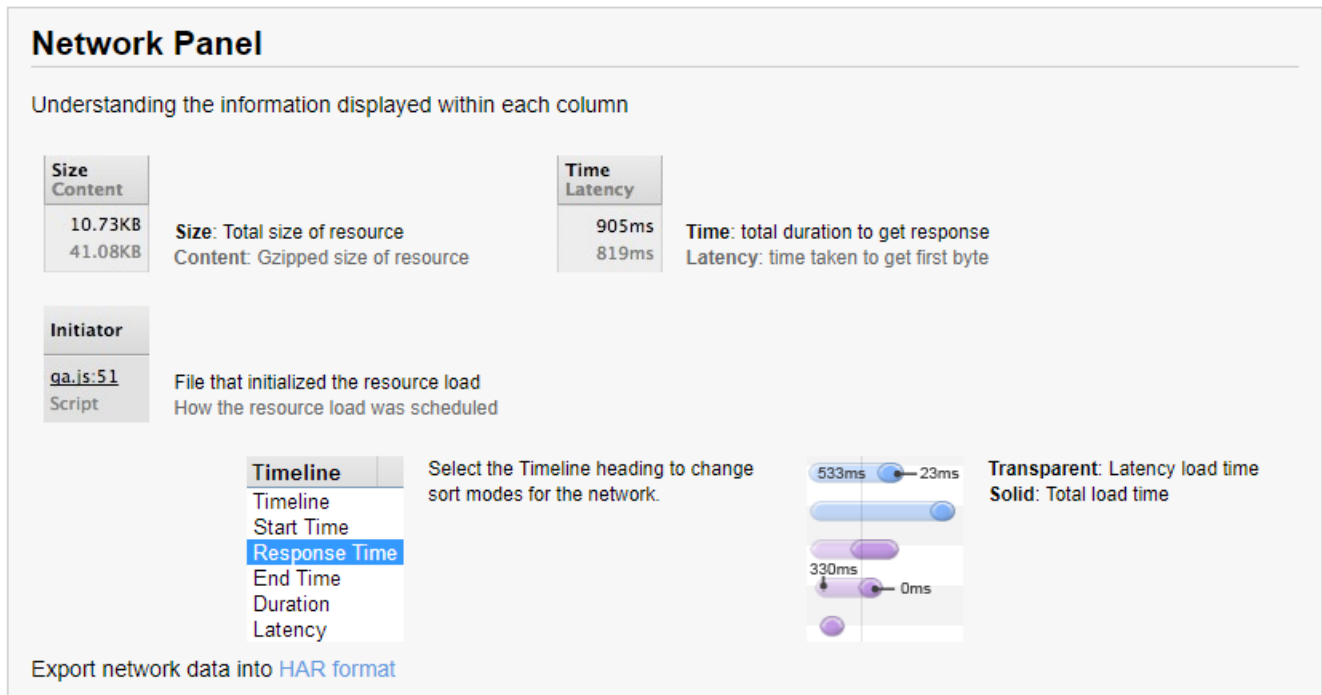 Network Panel
Understanding the information displayed within each column
Size
Content
10.73KB
41.08KB
Size: Total size of resource
Content: Gzipped size of resource
Time
Latency
905ms
819ms
Time: total duration to get response
Latency: time taken to get first byte
Initiator
ga.js:51
Script
File that initialized the resource load
How the resource load was scheduled
Timeline
Timeline
Start Time
Response Time
End Time
Duration
Latency
Select the Timeline heading to change
sort modes for the network.
533ms 23ms
330ms
0ms
Transparent: Latency load time
Solid: Total load time
Export network data into HAR format